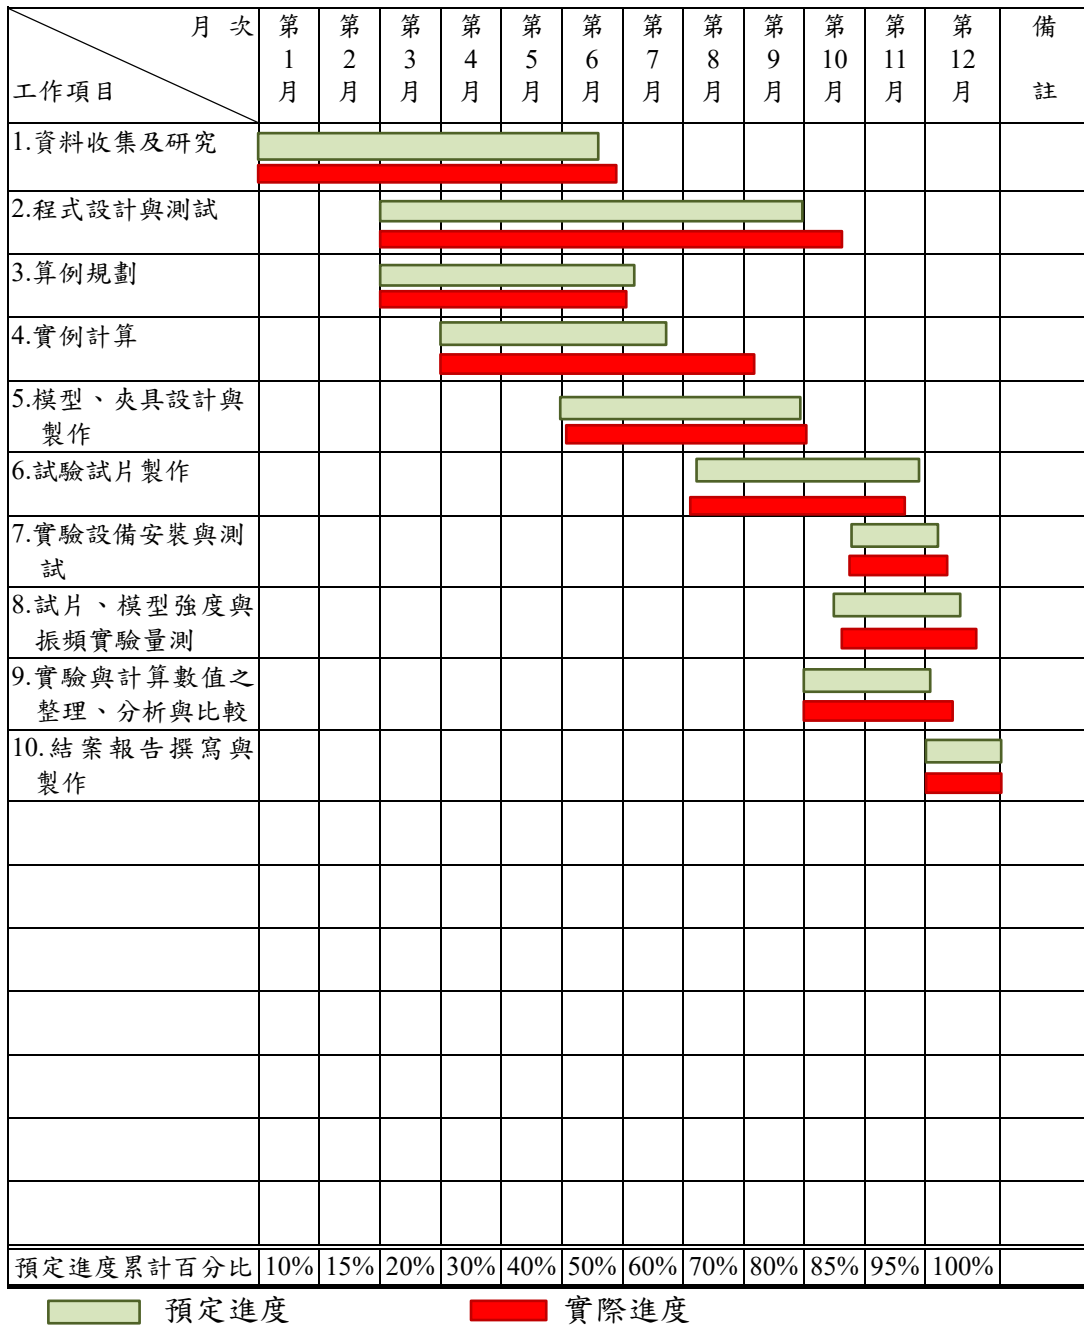 月 次 第1月 第2月 第3月 第4月 第5月 第6月 第7月 第8月 第9月 第10月 第11月 第12月 備註
工作項目
1.資料收集及研究
2.程式設計與測試
3.算例規劃
4.實例計算
5.模型、夾具設計與
製作
6.試驗試片製作
7.實驗設備安裝與測
試
8.試片、模型強度與
振頻實驗量測
9.實驗與計算數值之
整理、分析與比較
10.結案報告撰寫與
製作
預定進度累計百分比 10% 15% 20% 30% 40% 50% 60% 70% 80% 85% 95% 100%
預定進度 實際進度